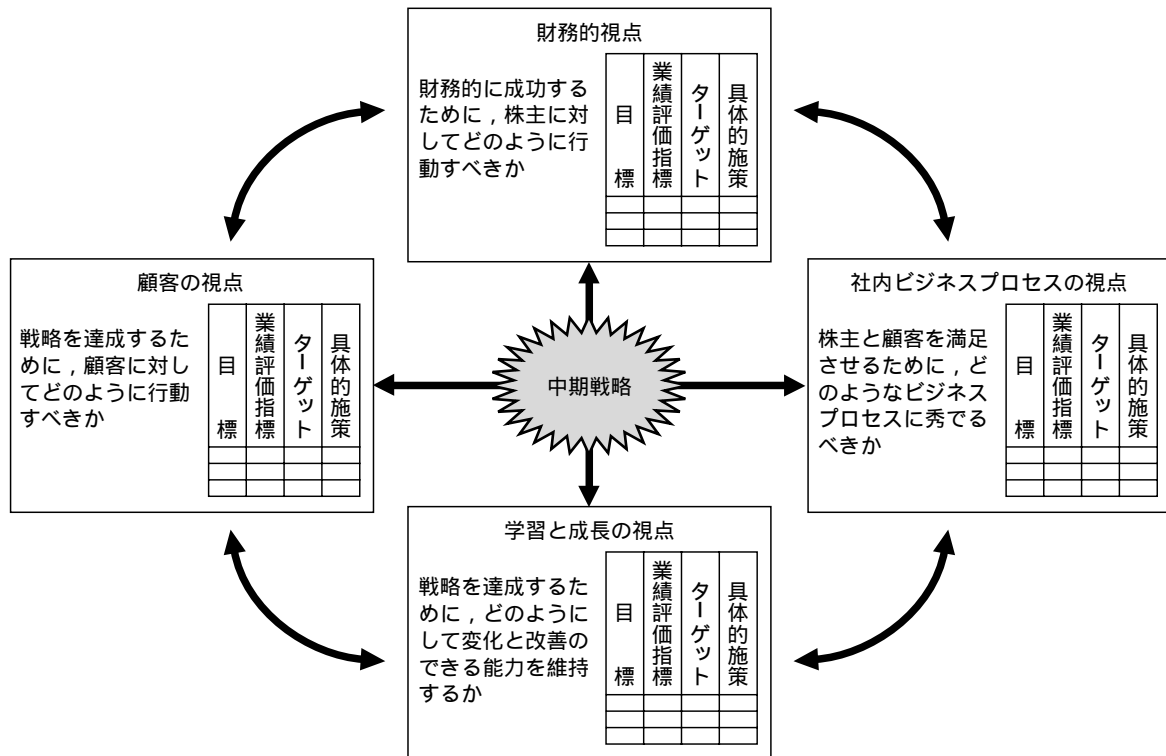 財務的視点
財務的に成功する
ために，株主に対
してどのように行
動すべきか
目標
業績評価指標
ターゲット
具体的施策
顧客の視点
戦略を達成するた
めに，顧客に対し
てどのように行動
すべきか
目標
業績評価指標
ターゲット
具体的施策
中期戦略
社内ビジネスプロセスの視点
株主と顧客を満足
させるために，ど
のようなビジネス
プロセスに秀でる
べきか
目標
業績評価指標
ターゲット
具体的施策
学習と成長の視点
戦略を達成するた
めに，どのように
して変化と改善の
できる能力を維持
するか
目標
業績評価指標
ターゲット
具体的施策